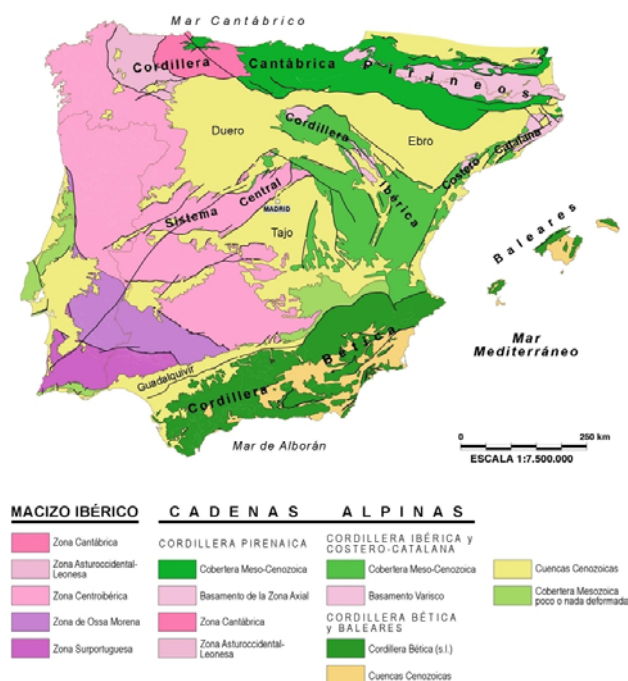 Mar Cantábrico
Cordillera Cantábrica
Pirineos
Duero
Cordillera Ibérica
Ebro
Costero Catalana
Sistema Central
MADRID
Tajo
Baleares
Mar
Mediterráneo
Guadalquivir
Cordillera Bética
Mar de Alborán
0 250 km
ESCALA 1:7.500.000
MACIZO IBÉRICO
Zona Cantábrica
Zona Asturoccidental-
Leonesa
Zona Centroibérica
Zona de Ossa Morena
Zona Surportuguesa
CADENAS ALPINAS
CORDILLERA PIRENAICA
Cobertera Meso-Cenozoica
Basamento de la Zona Axial
Zona Cantábrica
Zona Asturoccidental-
Leonesa
CORDILLERA IBÉRICA y
COSTERO-CATALANA
Cobertera Meso-Cenozoica
Basamento Varisco
CORDILLERA BÉTICA
y BALEARES
Cordillera Bética (s.l.)
Cuencas Cenozoicas
Cuencas Cenozoicas
Cobertera Mesozoica
poco o nada deformada